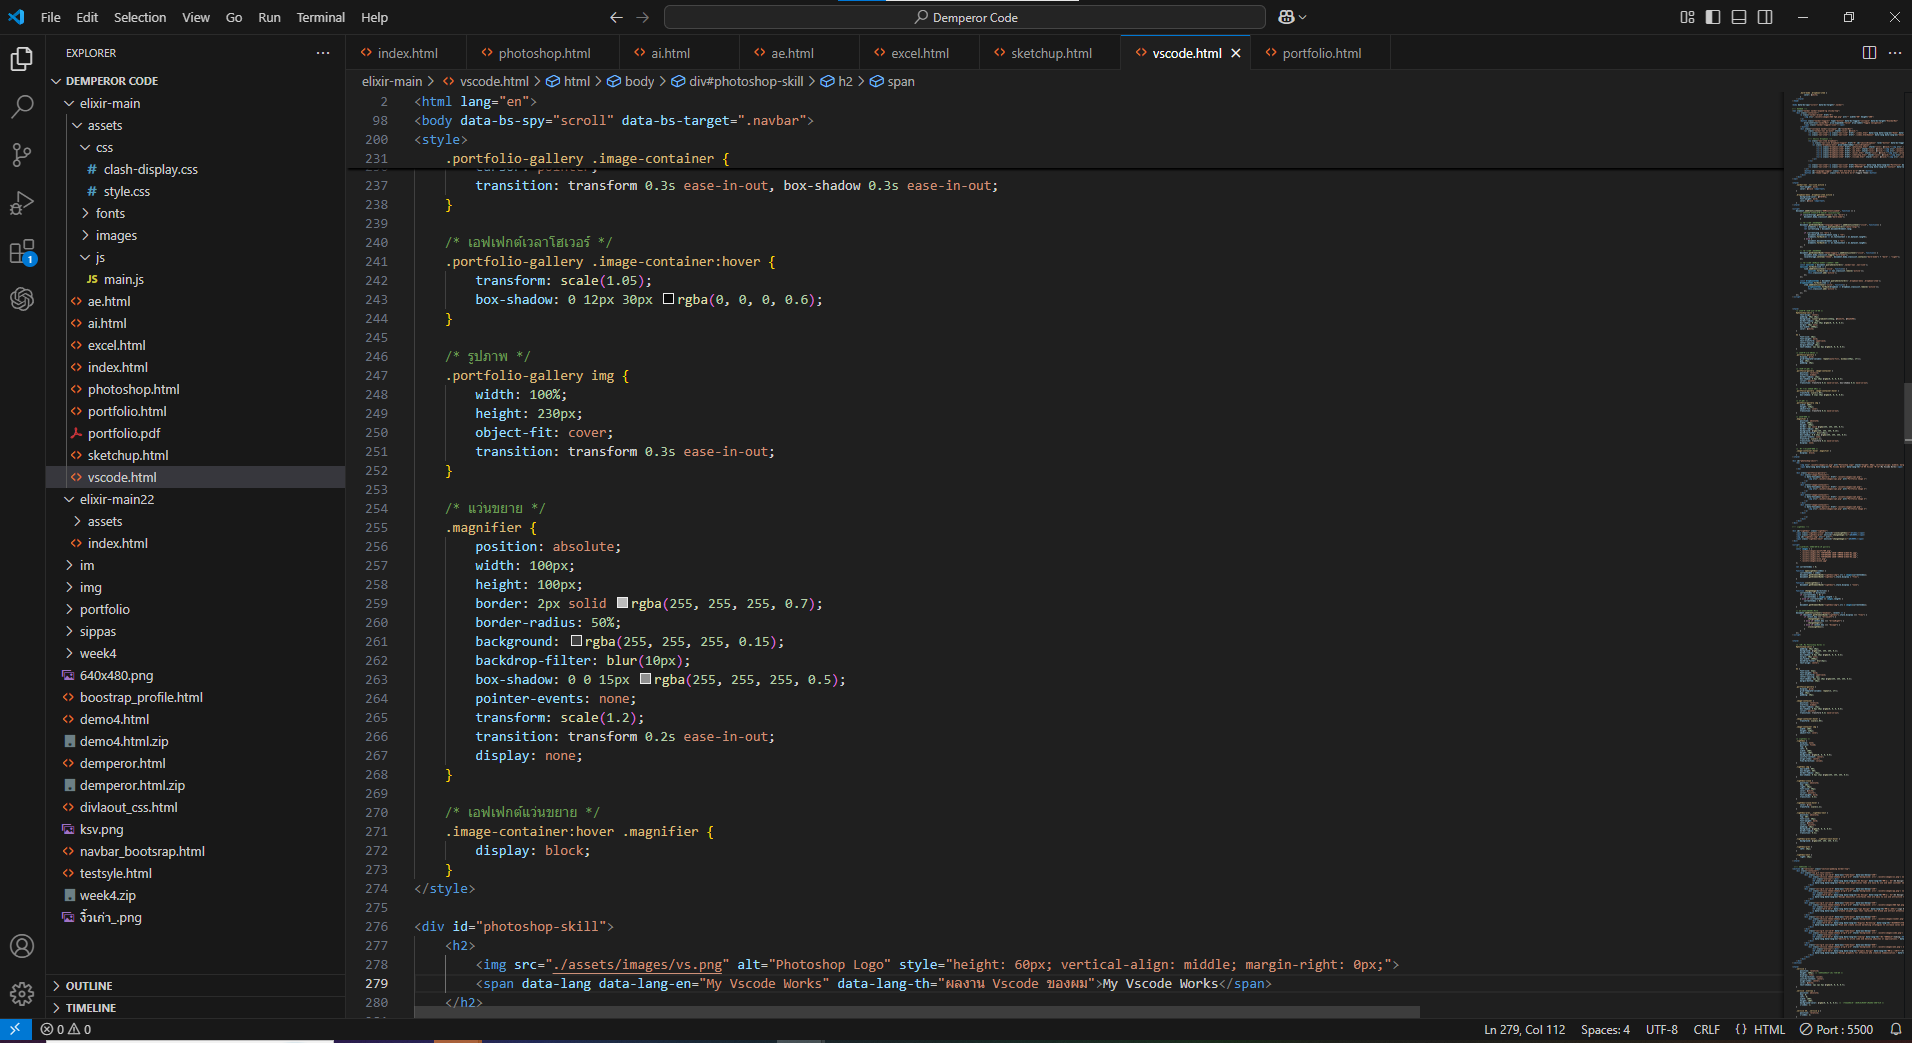 File Edit Selection View Go Run Terminal Help
Demperor Code
EXPLORER
DEMPEROR CODE
elixir-main
assets
css
clash-display.css
style.css
fonts
images
js
JS main.js
ae.html
ai.html
excel.html
index.html
photoshop.html
portfolio.html
portfolio.pdf
sketchup.html
vscode.html
elixir-main22
assets
index.html
im
img
portfolio
sippas
week4
640x480.png
boostrap_profile.html
demo4.html
demo4.html.zip
demperor.html
demperor.html.zip
divlaout_css.html
ksv.png
navbar_bootsrap.html
testsyle.html
week4.zip
งิ้วเก่า_.png
OUTLINE
TIMELINE
1
index.html photoshop.html ai.html ae.html excel.html sketchup.html vscode.html portfolio.html
elixir-main > vscode.html > html > body > div#photoshop-skill > h2 > span
2 <html lang="en">
98 <body data-bs-spy="scroll" data-bs-target=".navbar">
200 <style>
231 .portfolio-gallery .image-container {
cursor: pointer;
237 transition: transform 0.3s ease-in-out, box-shadow 0.3s ease-in-out;
238 }
239
240 /* เอฟเฟกต์เวลาโฮเวอร์ */
241 .portfolio-gallery .image-container:hover {
242 transform: scale(1.05);
243 box-shadow: 0 12px 30px rgba(0, 0, 0, 0.6);
244 }
245
246 /* รูปภาพ */
247 .portfolio-gallery img {
248 width: 100%;
249 height: 230px;
250 object-fit: cover;
251 transition: transform 0.3s ease-in-out;
252 }
253
254 /* แว่นขยาย */
255 .magnifier {
256 position: absolute;
257 width: 100px;
258 height: 100px;
259 border: 2px solid rgba(255, 255, 255, 0.7);
260 border-radius: 50%;
261 background: rgba(255, 255, 255, 0.15);
262 backdrop-filter: blur(10px);
263 box-shadow: 0 0 15px rgba(255, 255, 255, 0.5);
264 pointer-events: none;
265 transform: scale(1.2);
266 transition: transform 0.2s ease-in-out;
267 display: none;
268 }
269
270 /* เอฟเฟกต์แว่นขยาย */
271 .image-container:hover .magnifier {
272 display: block;
273 }
274 </style>
275
276 <div id="photoshop-skill">
277 <h2>
278 <img src="./assets/images/vs.png" alt="Photoshop Logo" style="height: 60px; vertical-align: middle; margin-right: 0px;">
279 <span data-lang data-lang-en="My Vscode Works" data-lang-th="ผลงาน Vscode ของผม">My Vscode Works</span>
280 </h2>
0 0
Ln 279, Col 112 Spaces: 4 UTF-8 CRLF {} HTML Port : 5500